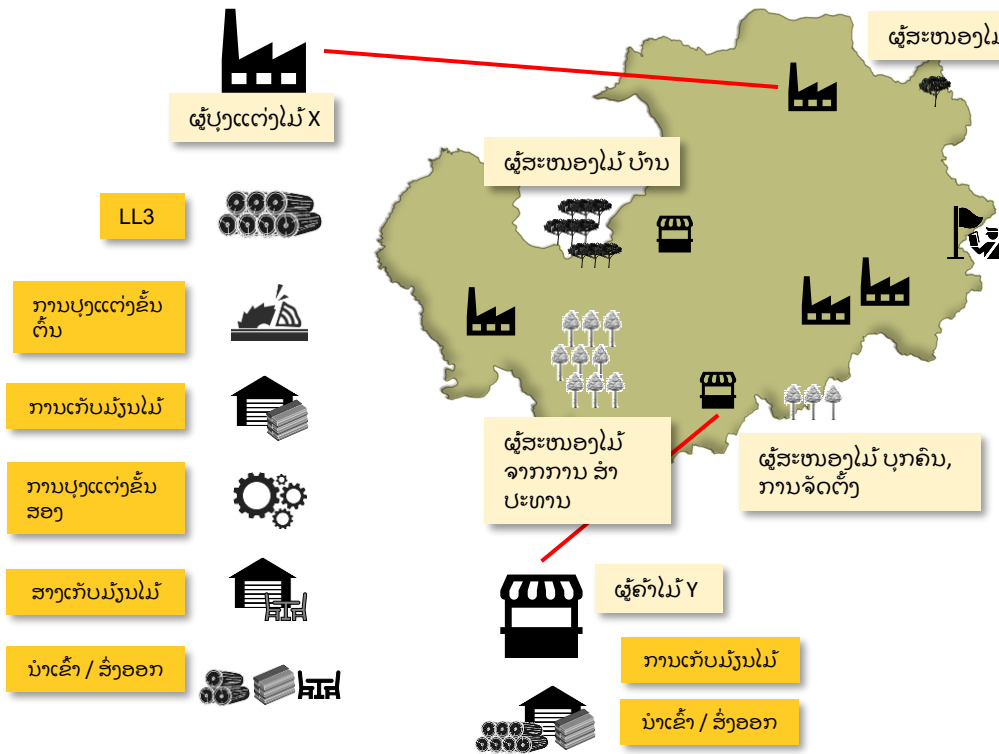 ຜູ້ສະໜອງໄມ້
ຜູ້ປຸງແຕ່ງໄມ້ X
ຜູ້ສະໜອງໄມ້ ບ້ານ
LL3
ການປຸງແຕ່ງຂັ້ນ
ຕົ້ນ
ການເກັບມ້ຽນໄມ້
ການປຸງແຕ່ງຂັ້ນ
ສອງ
ສາງເກັບມ້ຽນໄມ້
ນຳເຂົ້າ / ສົ່ງອອກ
ຜູ້ສະໜອງໄມ້
ຈາກການ ສຳ
ປະທານ
ຜູ້ສະໜອງໄມ້ ບຸກຄົນ,
ການຈັດຕັ້ງ
ຜູ້ຄ້າໄມ້ Y
ການເກັບມ້ຽນໄມ້
ນຳເຂົ້າ / ສົ່ງອອກ